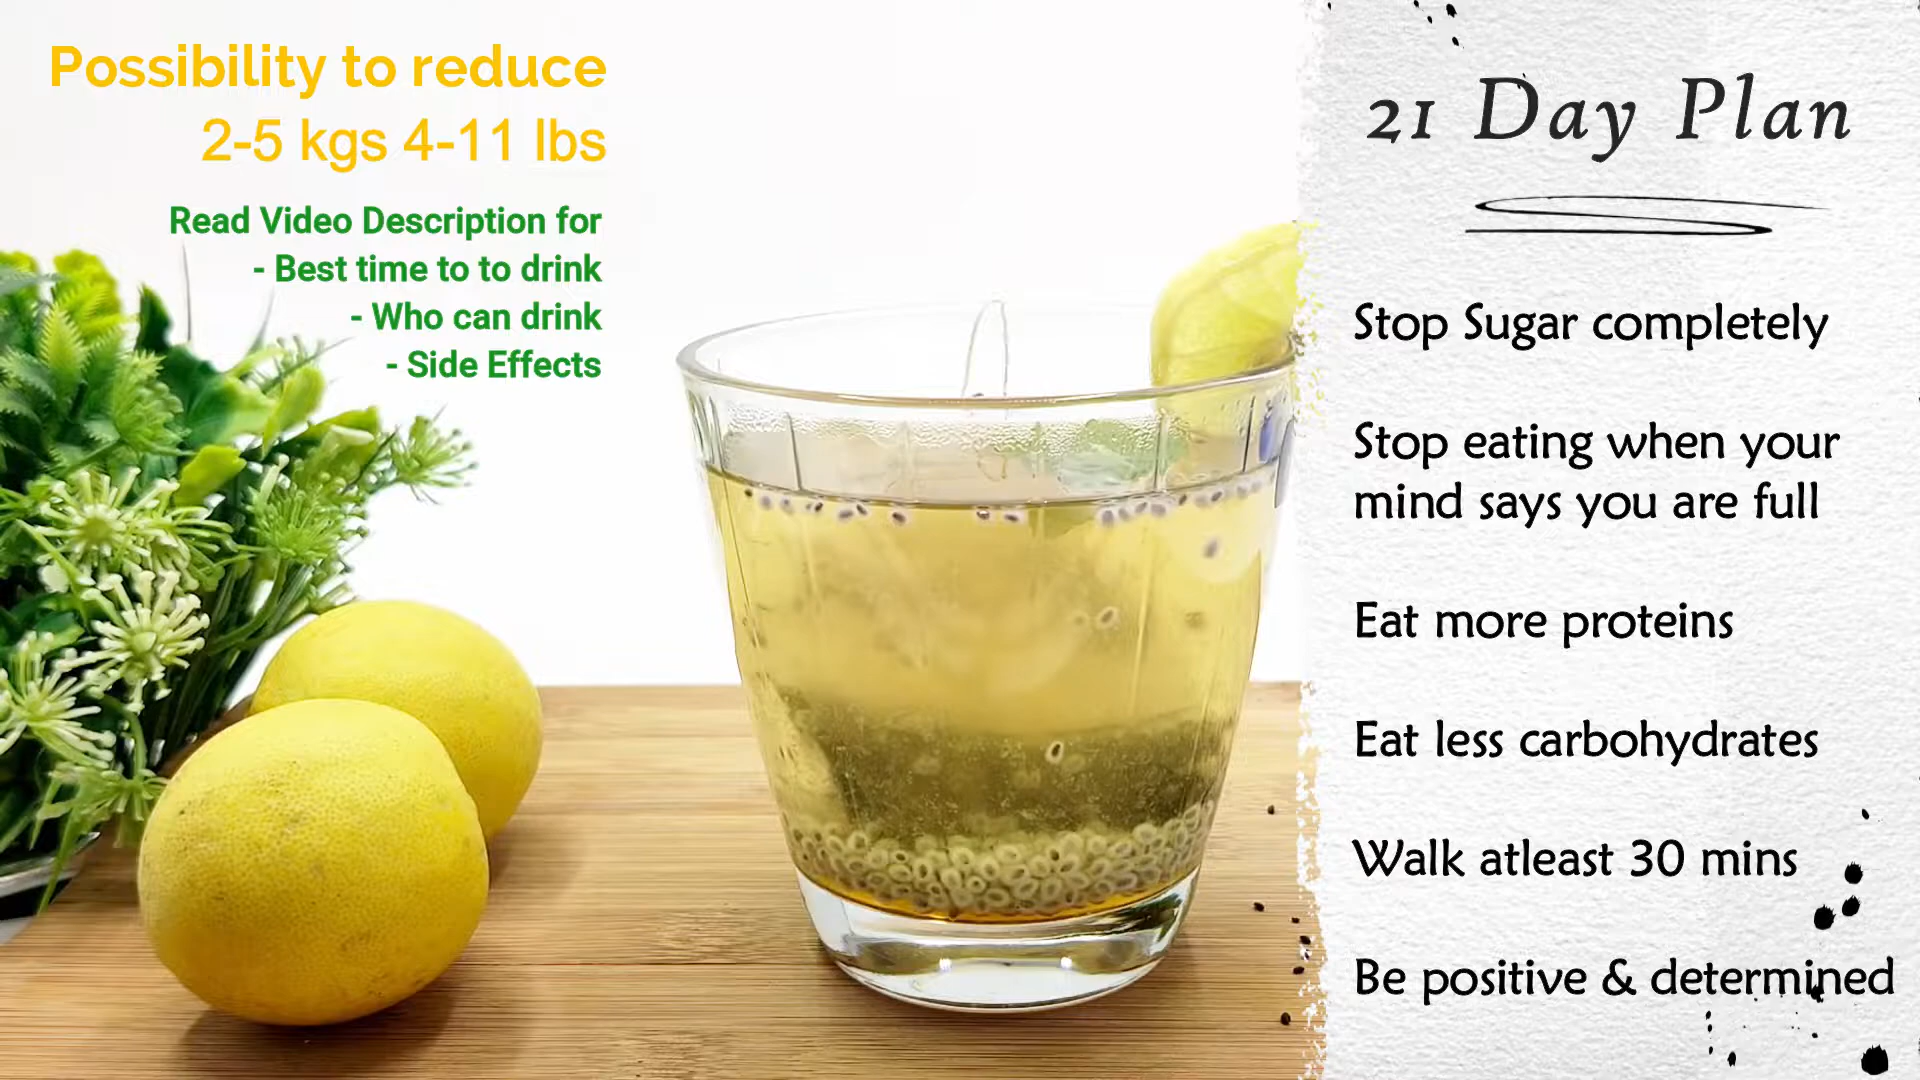 Possibility to reduce
2-5 kgs 4-11 lbs
Read Video Description for
- Best time to to drink
- Who can drink
- Side Effects
21 Day Plan
Stop Sugar completely
Stop eating when your
mind says you are full
Eat more proteins
Eat less carbohydrates
Walk atleast 30 mins
Be positive & determined